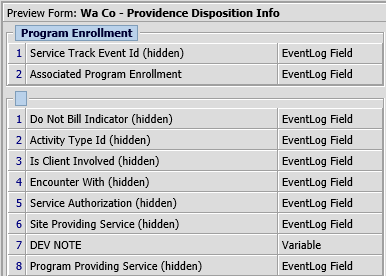 Preview Form: Wa Co - Providence Disposition Info
Program Enrollment
1 Service Track Event Id (hidden) EventLog Field
2 Associated Program Enrollment EventLog Field
1 Do Not Bill Indicator (hidden) EventLog Field
2 Activity Type Id (hidden) EventLog Field
3 Is Client Involved (hidden) EventLog Field
4 Encounter With (hidden) EventLog Field
5 Service Authorization (hidden) EventLog Field
6 Site Providing Service (hidden) EventLog Field
7 DEV NOTE Variable
8 Program Providing Service (hidden) EventLog Field